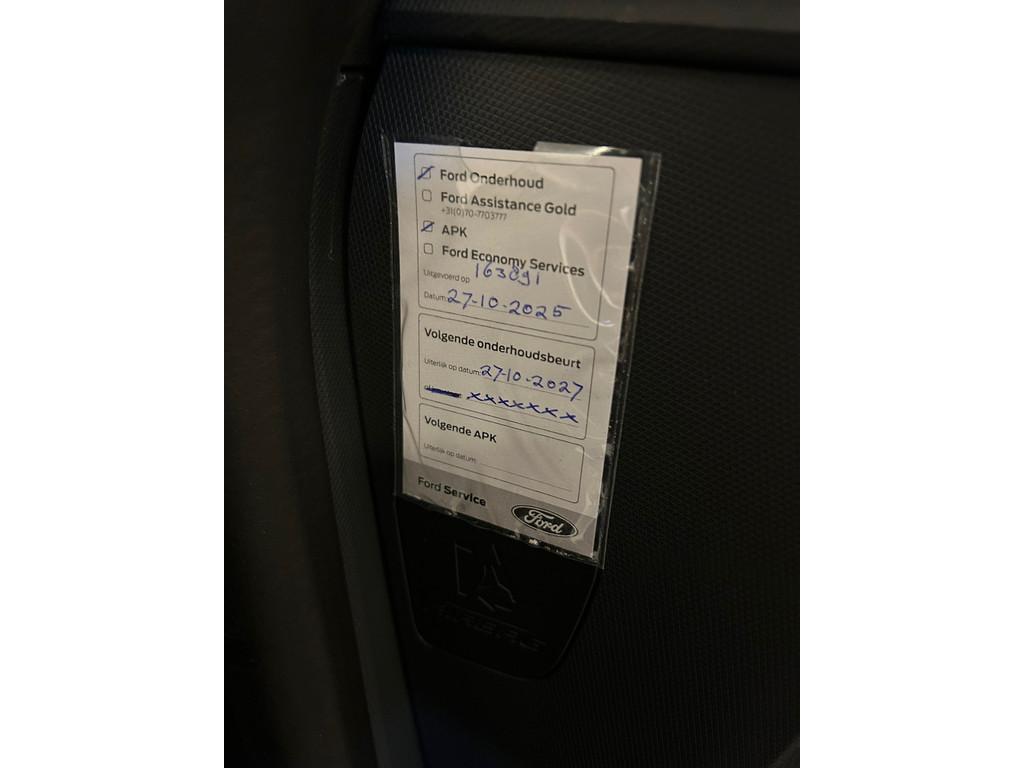 Ford Onderhoud
Ford Assistance Gold
+31(0)70-7703777
APK
Ford Economy Services
Uitgevoerd op 163891
Datum: 27-10-2025
Volgende onderhoudsbeurt
Uiterlijk op datum: 27-10-2027
xxxxxxx
Volgende APK
Uiterlijk op datum:
Ford Service
Ford
AIRBAG